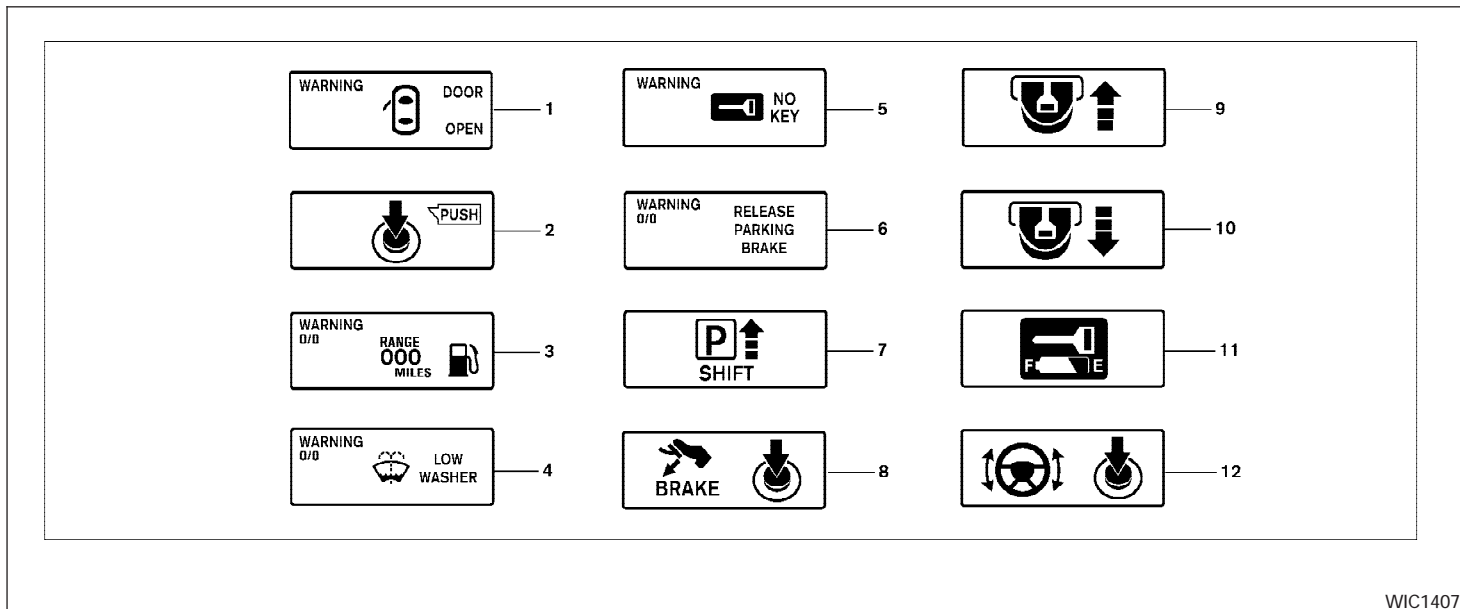 WARNING
DOOR
OPEN
1
PUSH
2
WARNING
0/0
RANGE
000
MILES
3
WARNING
0/0
LOW
WASHER
4
WARNING
NO
KEY
5
WARNING
0/0
RELEASE
PARKING
BRAKE
6
P
SHIFT
7
BRAKE
8
9
10
F E
11
12
WIC1407